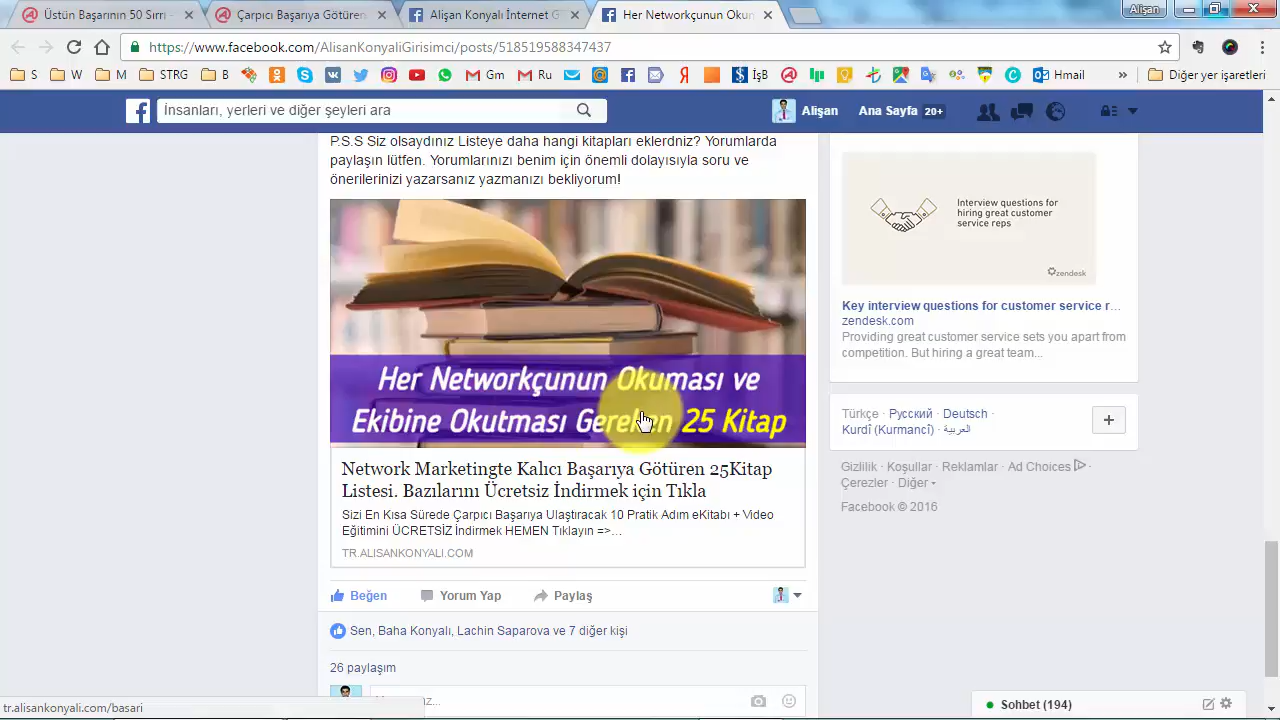 Üstün Başarının 50 Sırrı -
Çarpıcı Başarıya Götüren
Alişan Konyalı İnternet G
Her Networkçunun Okun
Alişan
https://www.facebook.com/AlisanKonyaliGirisimci/posts/518519588347437
S
W
M
STRG
B
Gm
Ru
İşB
Hmail
»
Diğer yer işaretleri
İnsanları, yerleri ve diğer şeyleri ara
Alişan
Ana Sayfa 20+
P.S.S Siz olsaydınız Listeye daha hangi kitapları eklerdniz? Yorumlarda
paylaşın lütfen. Yorumlarınızı benim için önemli dolayısıyla soru ve
önerilerinizi yazarsanız yazmanızı bekliyorum!
Her Networkçunun Okuması ve
Ekibine Okutması Gereken 25 Kitap
Network Marketingte Kalıcı Başarıya Götüren 25Kitap
Listesi. Bazılarını Ücretsiz İndirmek için Tıkla
Sizi En Kısa Sürede Çarpıcı Başarıya Ulaştıracak 10 Pratik Adım eKitabı + Video
Eğitimini ÜCRETSİZ İndirmek HEMEN Tıklayın =>...
TR.ALISANKONYALI.COM
Beğen
Yorum Yap
Paylaş
Sen, Baha Konyalı, Lachin Saparova ve 7 diğer kişi
26 paylaşım
Interview questions for
hiring great customer
service reps
zendesk
Key interview questions for customer service r...
zendesk.com
Providing great customer service sets you apart from
competition. But hiring a great team...
Türkçe · Русский · Deutsch ·
Kurdî (Kurmancî) · العربية
Gizlilik · Koşullar · Reklamlar · Ad Choices ·
Çerezler · Diğer
Facebook © 2016
Sohbet (194)
tr.alisankonyali.com/basari